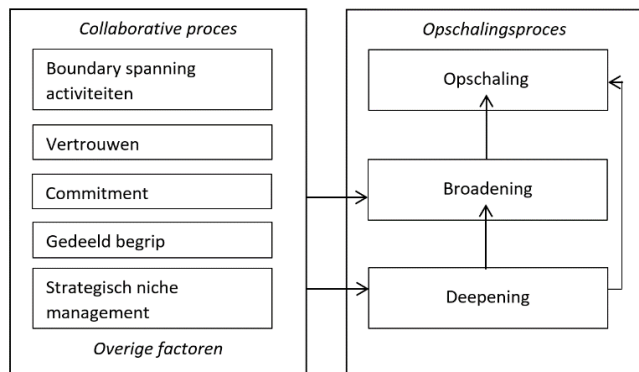 Collaborative proces
Boundary spanning
activiteiten
Vertrouwen
Commitment
Gedeeld begrip
Strategisch niche
management
Overige factoren
Opschalingsproces
Opschaling
Broadening
Deepening